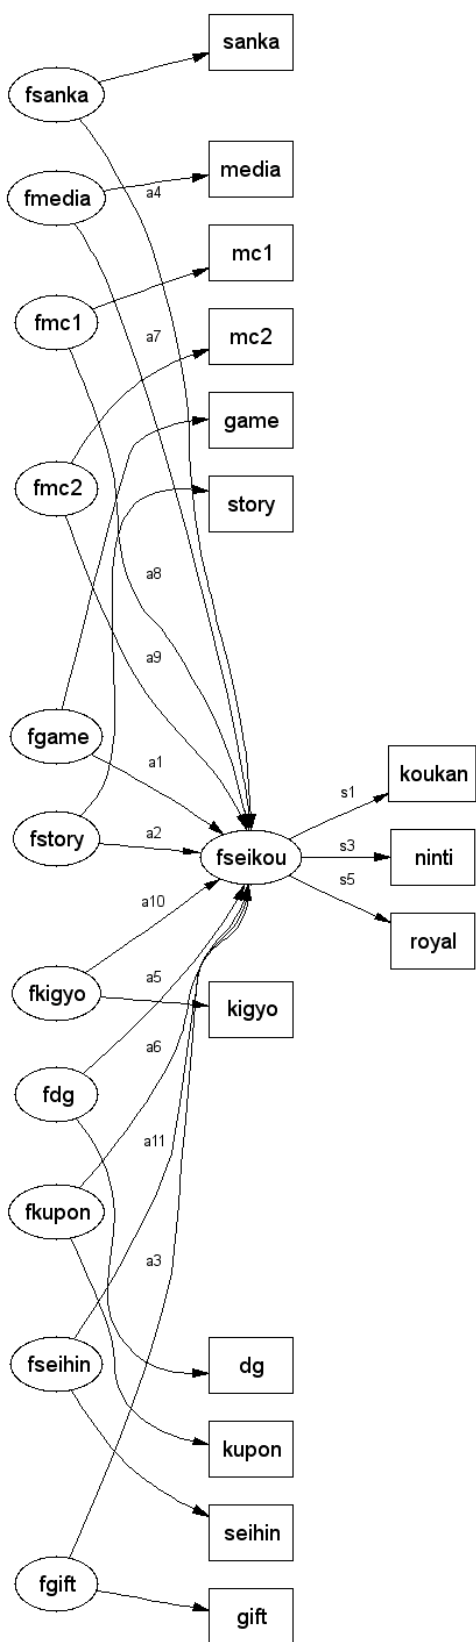 sanka
fsanka
media
a4
fmedia
mc1
fmc1
a7
mc2
game
fmc2
story
a8
a9
fgame
a1
koukan
s1
fstory
a2
fseikou
s3
ninti
s5
a10
royal
a5
fkigyo
kigyo
a6
fdg
a11
fkupon
a3
fseihin
dg
kupon
seihin
fgift
gift